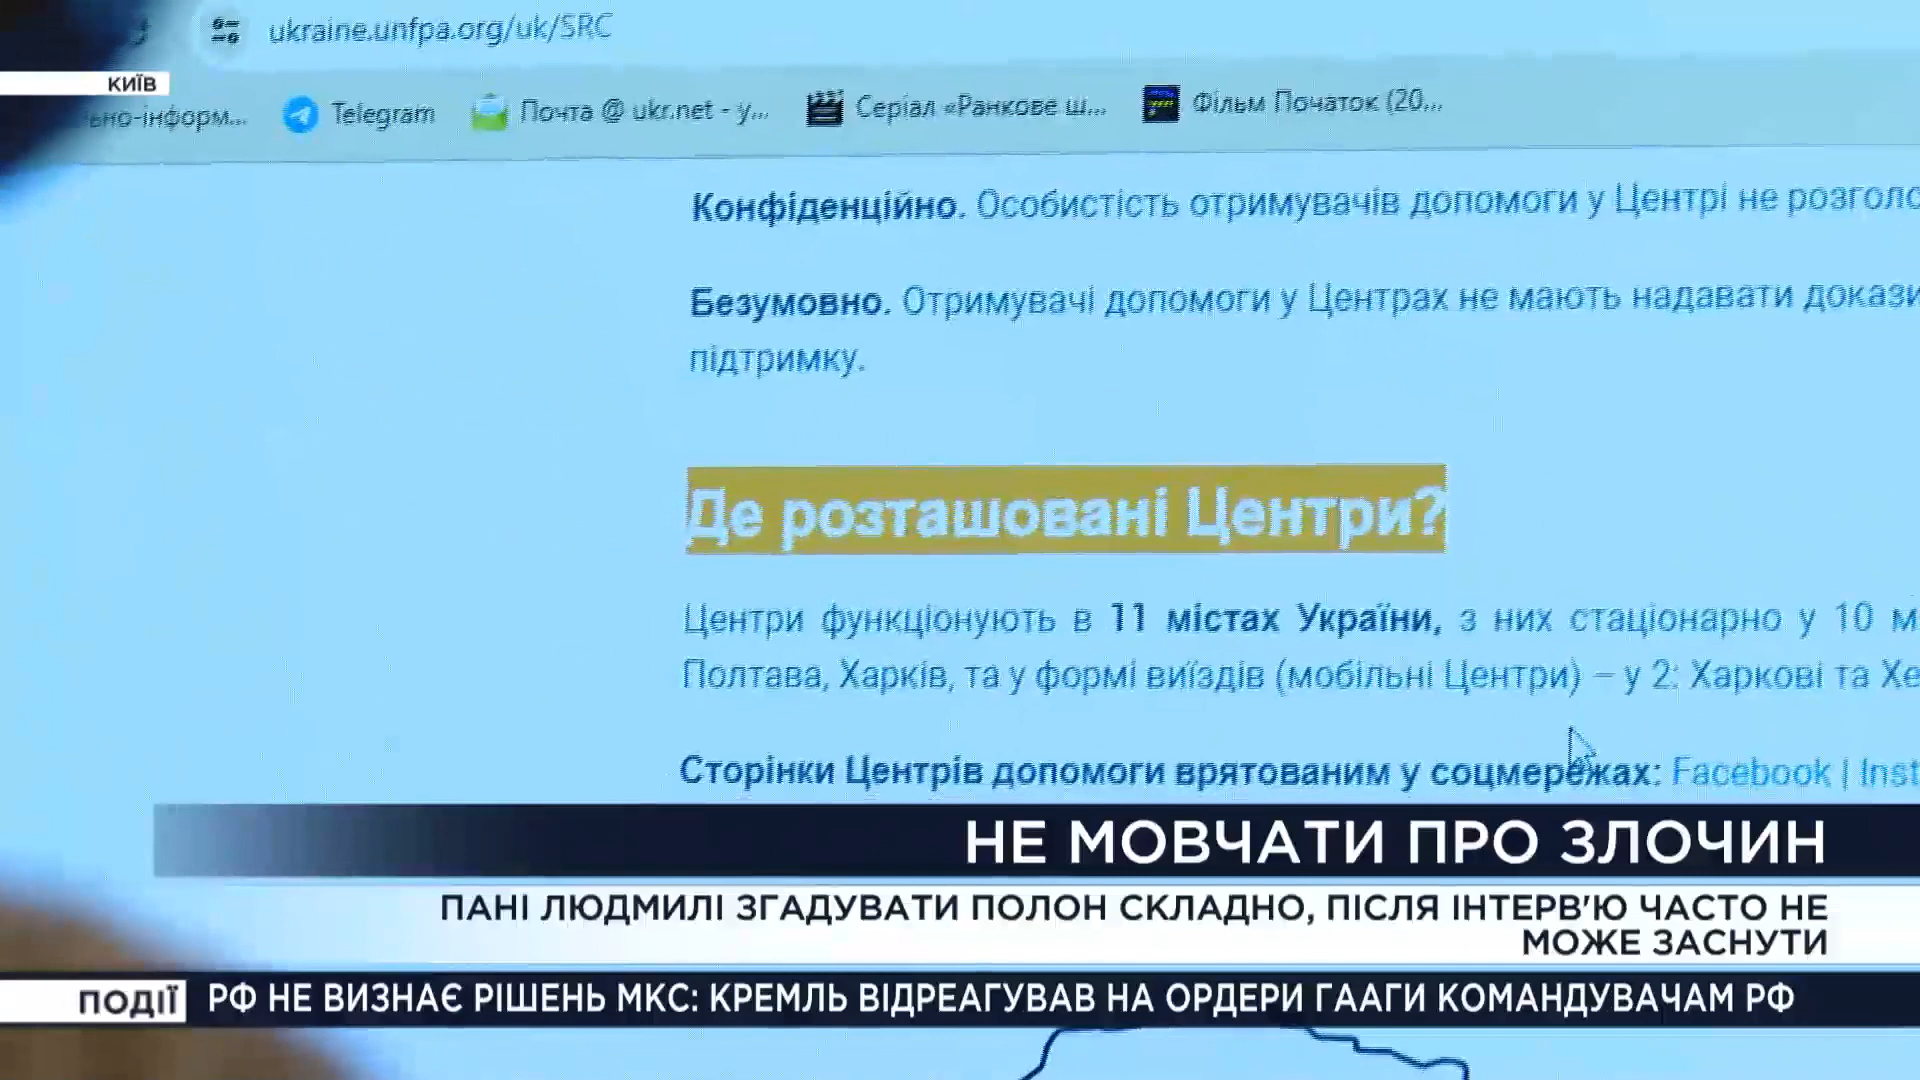 ukraine.unfpa.org/uk/SRC
КИЇВ
ьно-інформ... Telegram Почта @ ukr.net - у... Серіал «Ранкове ш... Фільм Початок (20...
Конфіденційно. Особистість отримувачів допомоги у Центрі не розголо
Безумовно. Отримувачі допомоги у Центрах не мають надавати докази
підтримку.
Де розташовані Центри?
Центри функціонують в 11 містах України, з них стаціонарно у 10 м
Полтава, Харків, та у формі виїздів (мобільні Центри) – у 2: Харкові та Хе
Сторінки Центрів допомоги врятованим у соцмережах: Facebook | Inst
НЕ МОВЧАТИ ПРО ЗЛОЧИН
ПАНІ ЛЮДМИЛІ ЗГАДУВАТИ ПОЛОН СКЛАДНО, ПІСЛЯ ІНТЕРВ'Ю ЧАСТО НЕ
МОЖЕ ЗАСНУТИ
ПОДІЇ РФ НЕ ВИЗНАЄ РІШЕНЬ МКС: КРЕМЛЬ ВІДРЕАГУВАВ НА ОРДЕРИ ГААГИ КОМАНДУВАЧАМ РФ